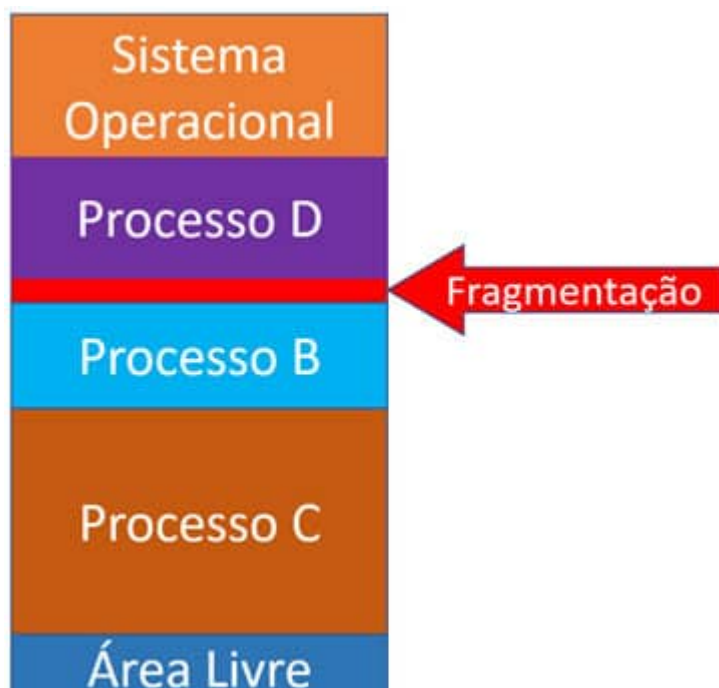 Sistema
Operacional
Processo D
Fragmentação
Processo B
Processo C
Área Livre